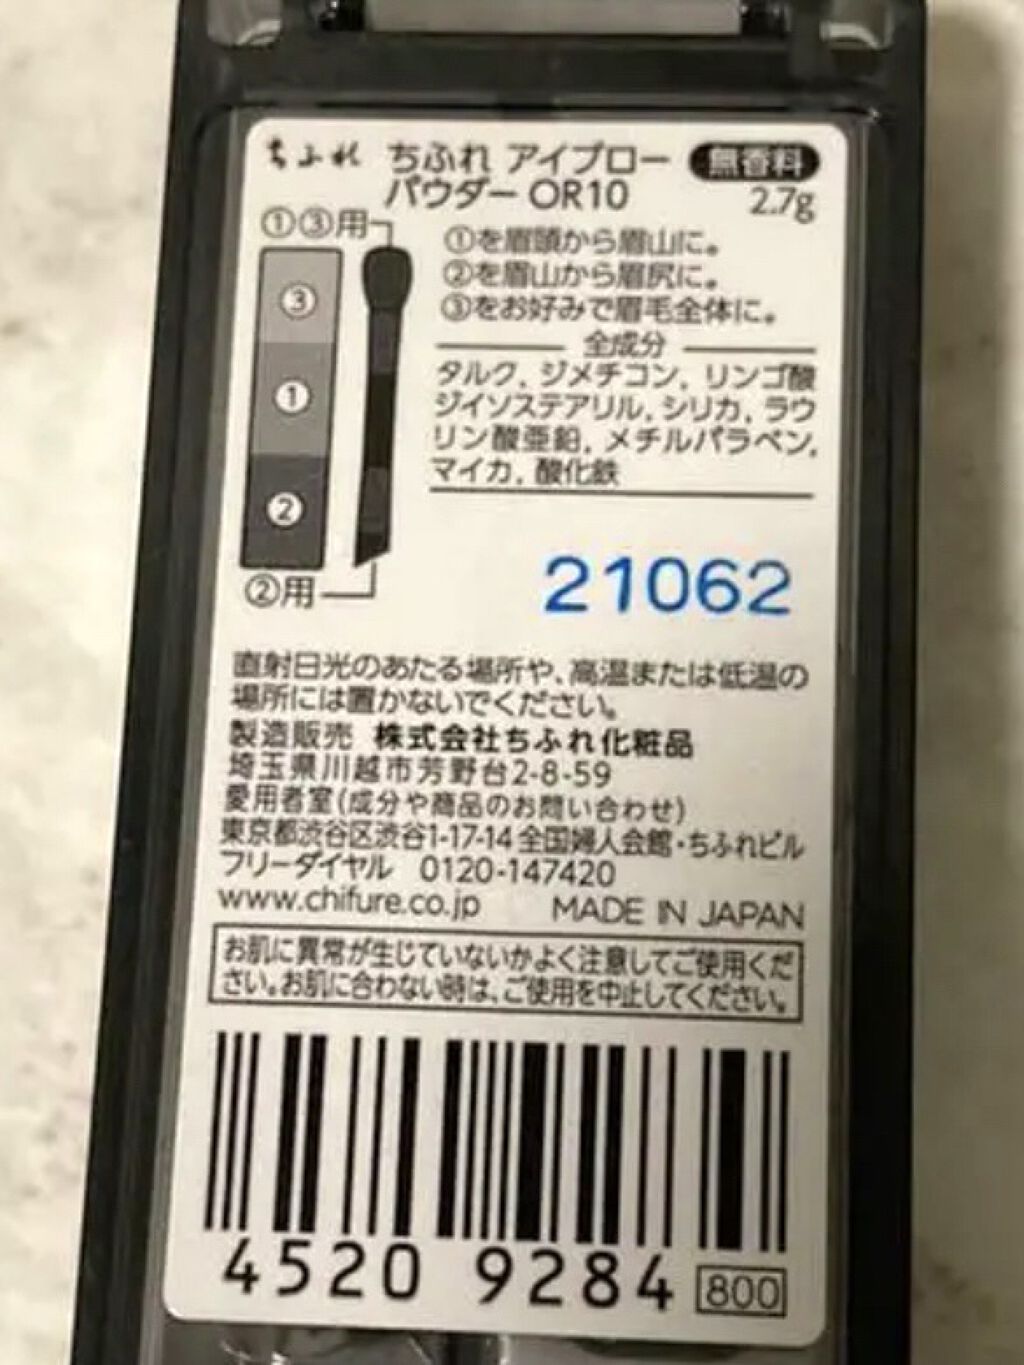 ちふれ ちふれ アイブロー 無香料
パウダー OR10 2.7g
①③用
①を眉頭から眉山に。
②を眉山から眉尻に。
③をお好みで眉毛全体に。
③
①
②
②用
全成分
タルク, ジメチコン, リンゴ酸
ジイソステアリル, シリカ, ラウ
リン酸亜鉛, メチルパラベン,
マイカ, 酸化鉄
21062
直射日光のあたる場所や、高温または低温の
場所には置かないでください。
製造販売 株式会社ちふれ化粧品
埼玉県川越市芳野台2-8-59
愛用者室(成分や商品のお問い合わせ)
東京都渋谷区渋谷1-17-14 全国婦人会館・ちふれビル
フリーダイヤル 0120-147420
www.chifure.co.jp MADE IN JAPAN
お肌に異常が生じていないかよく注意してご使用くだ
さい。お肌に合わない時は、ご使用を中止してください。
4520 9284 800